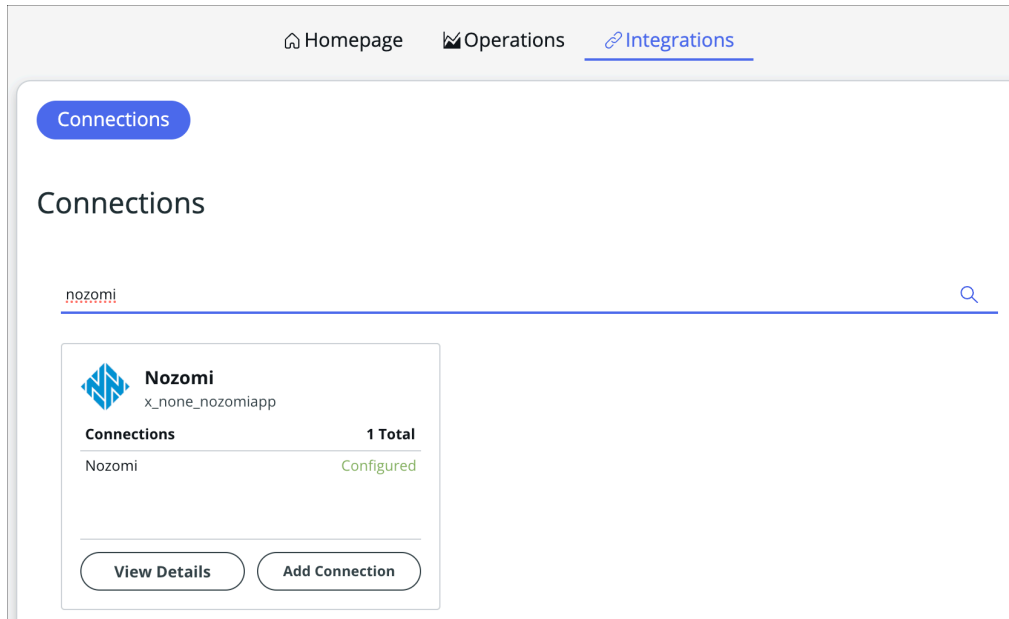 Homepage Operations Integrations
Connections
Connections
nozomi
Nozomi
x_none_nozomiapp
Connections 1 Total
Nozomi Configured
View Details Add Connection